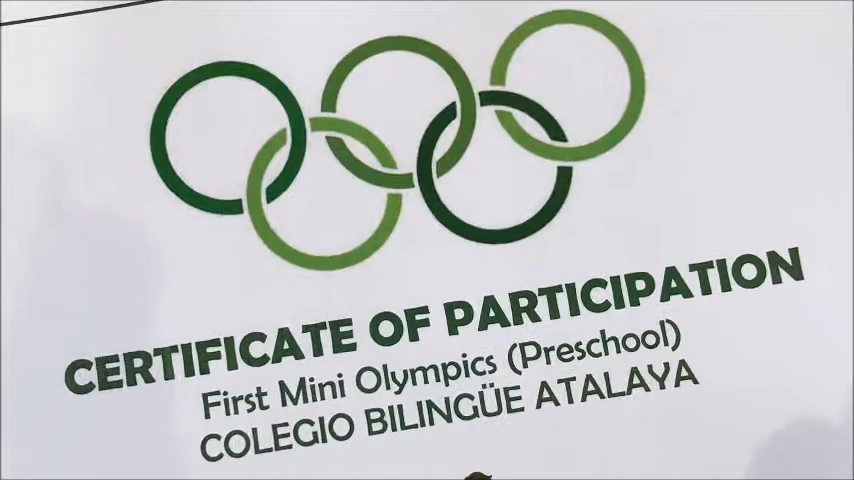 CERTIFICATE OF PARTICIPATION
First Mini Olympics (Preschool)
COLEGIO BILINGÜE ATALAYA